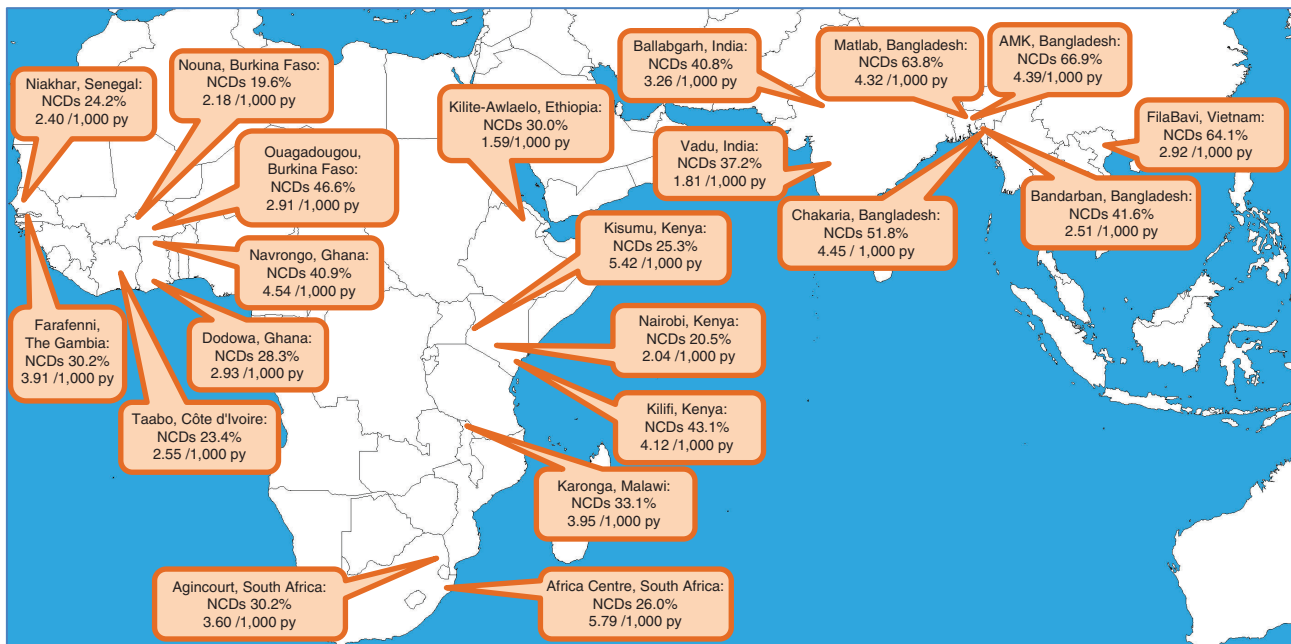 Niakhar, Senegal:
NCDs 24.2%
2.40 /1,000 py
Nouna, Burkina Faso:
NCDs 19.6%
2.18 /1,000 py
Ouagadougou,
Burkina Faso:
NCDs 46.6%
2.91 /1,000 py
Navrongo, Ghana:
NCDs 40.9%
4.54 /1,000 py
Farafenni,
The Gambia:
NCDs 30.2%
3.91 /1,000 py
Dodowa, Ghana:
NCDs 28.3%
2.93 /1,000 py
Taabo, Côte d'Ivoire:
NCDs 23.4%
2.55 /1,000 py
Kilite-Awlaelo, Ethiopia:
NCDs 30.0%
1.59/1,000 py
Kisumu, Kenya:
NCDs 25.3%
5.42 /1,000 py
Nairobi, Kenya:
NCDs 20.5%
2.04 /1,000 py
Kilifi, Kenya:
NCDs 43.1%
4.12 /1,000 py
Karonga, Malawi:
NCDs 33.1%
3.95 /1,000 py
Agincourt, South Africa:
NCDs 30.2%
3.60 /1,000 py
Africa Centre, South Africa:
NCDs 26.0%
5.79 /1,000 py
Ballabgarh, India:
NCDs 40.8%
3.26 /1,000 py
Matlab, Bangladesh:
NCDs 63.8%
4.32 /1,000 py
AMK, Bangladesh:
NCDs 66.9%
4.39/1,000 py
Vadu, India:
NCDs 37.2%
1.81 /1,000 py
FilaBavi, Vietnam:
NCDs 64.1%
2.92 /1,000 py
Chakaria, Bangladesh:
NCDs 51.8%
4.45 / 1,000 py
Bandarban, Bangladesh:
NCDs 41.6%
2.51 /1,000 py